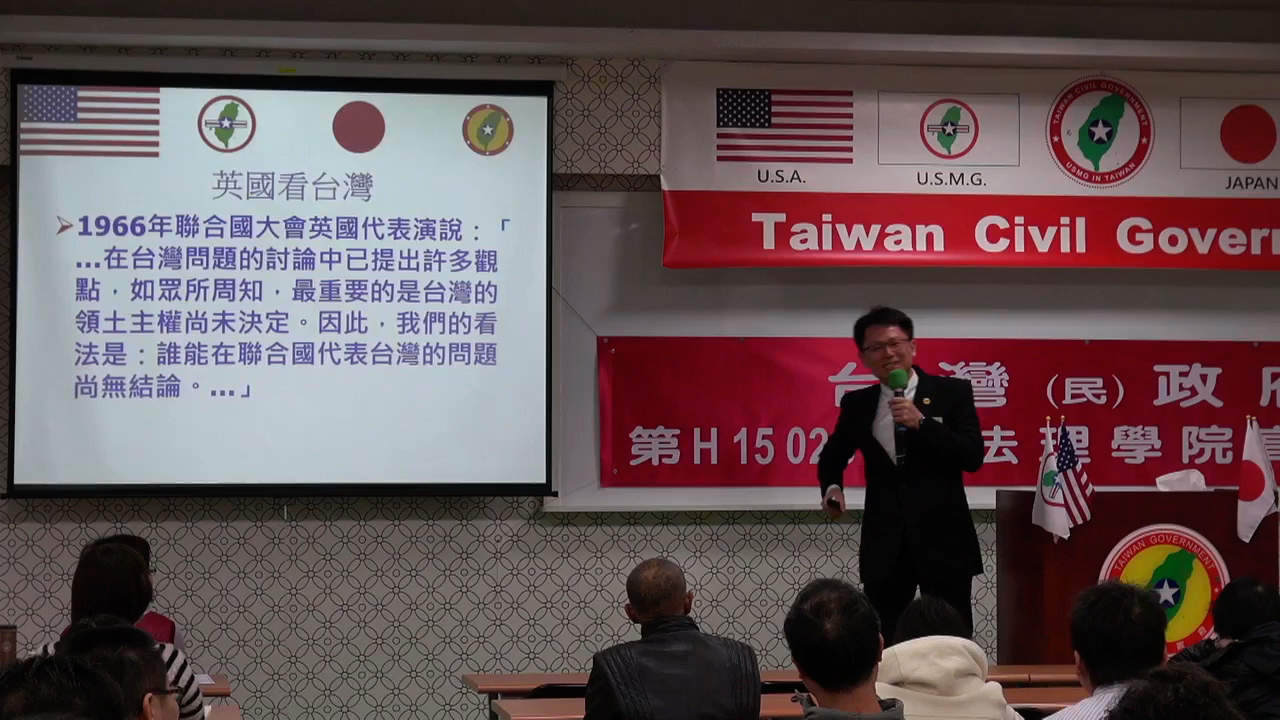 英國看台灣
➢1966年聯合國大會英國代表演說：「
...在台灣問題的討論中已提出許多觀
點，如眾所周知，最重要的是台灣的
領土主權尚未決定。因此，我們的看
法是：誰能在聯合國代表台灣的問題
尚無結論。...」
U.S.A.
U.S.M.G.
TAIWAN CIVIL GOVERNMENT
USMG IN TAIWAN
JAPAN
Taiwan Civil Govern
台灣（民）政府
第H 15 02
法理學院
TAIWAN GOVERNMENT